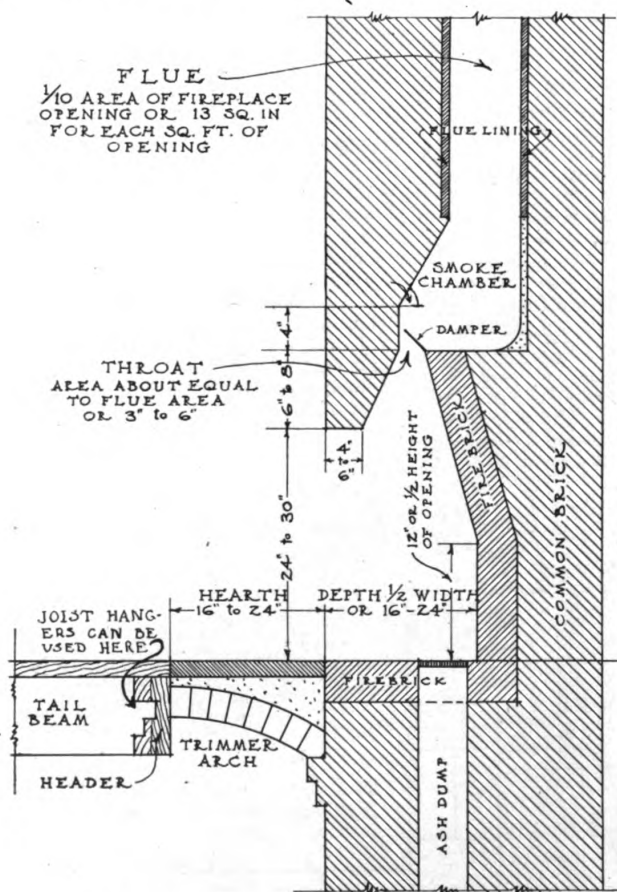 FLUE
1/10 AREA OF FIREPLACE
OPENING OR 13 SQ. IN
FOR EACH SQ. FT. OF
OPENING
FLUE LINING
SMOKE
CHAMBER
4"
DAMPER
THROAT
AREA ABOUT EQUAL
TO FLUE AREA
OR 3" to 6"
6" to 8"
4"
to
6"
FIREBRICK
COMMON BRICK
24" to 30"
12" OR 1/2 HEIGHT
OF OPENING
HEARTH
16" to 24"
DEPTH 1/2 WIDTH
OR 16"-24"
JOIST HANG-
ERS CAN BE
USED HERE
FIREBRICK
TAIL
BEAM
TRIMMER
ARCH
HEADER
ASH DUMP